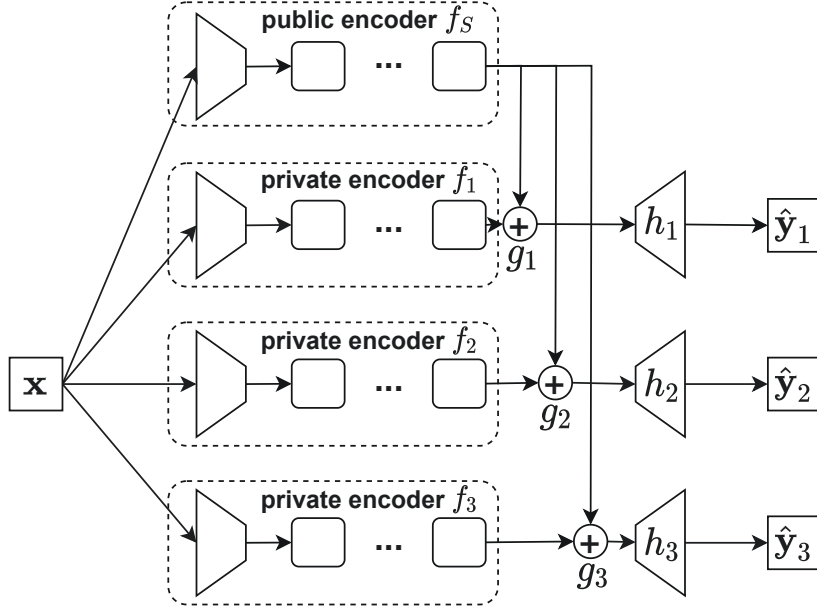 public encoder f_S
...
private encoder f_1
...
+
g_1
h_1
ŷ_1
private encoder f_2
...
x
+
g_2
h_2
ŷ_2
private encoder f_3
...
+
g_3
h_3
ŷ_3